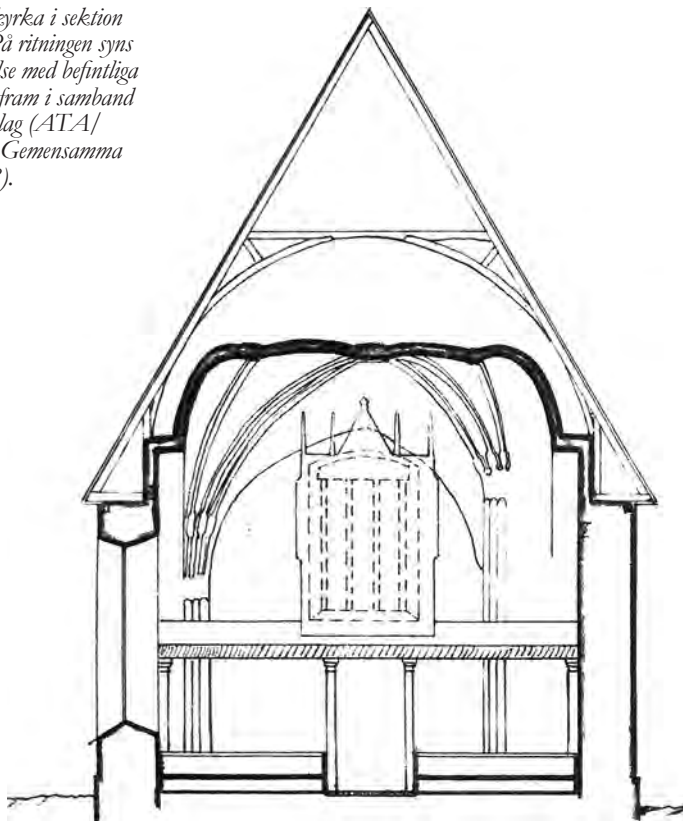 kyrka i sektion
På ritningen syns
lse med befintliga
fram i samband
lag (ATA/
Gemensamma
).